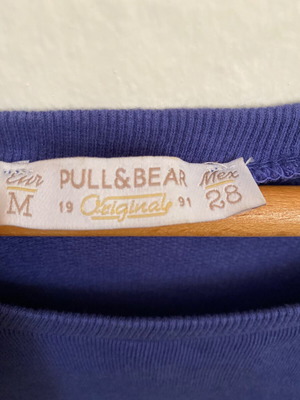 Eur PULL&BEAR Mex
M 19 Original 91 28